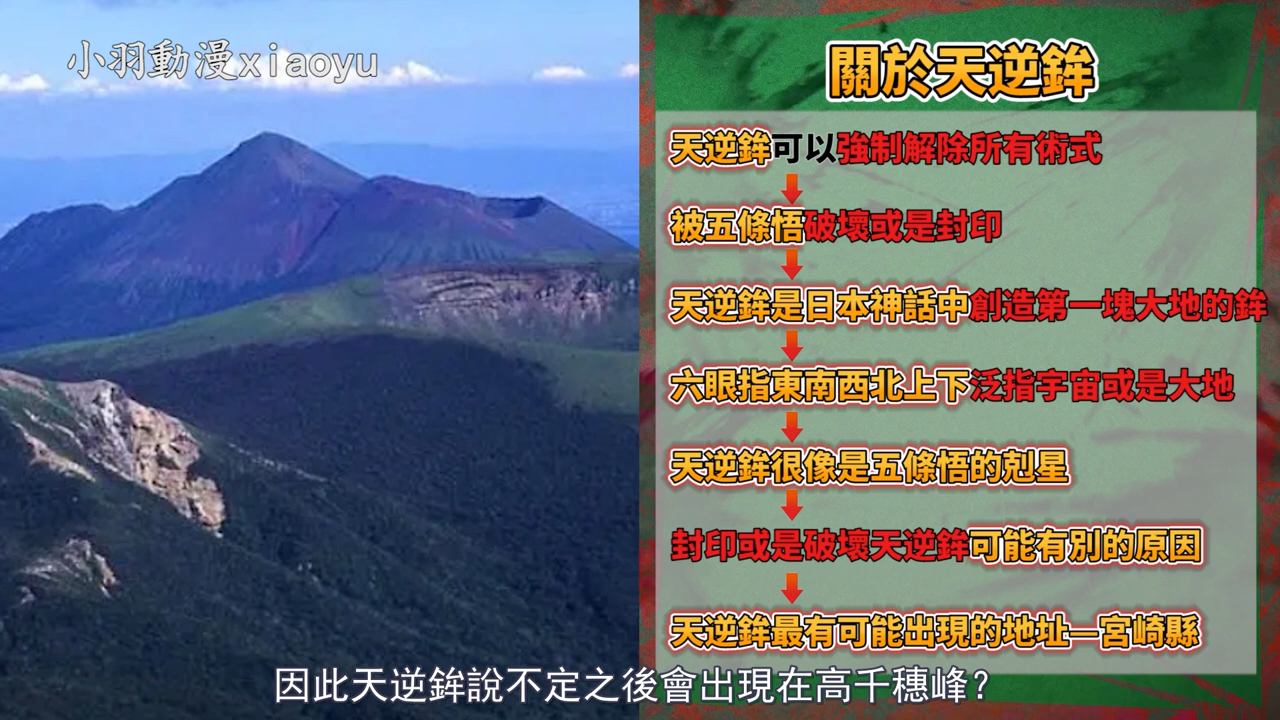 小羽動漫xiaoyu
關於天逆鉾
天逆鉾可以強制解除所有術式
被五條悟破壞或是封印
天逆鉾是日本神話中創造第一塊大地的鉾
六眼指東南西北上下泛指宇宙或是大地
天逆鉾很像是五條悟的剋星
封印或是破壞天逆鉾可能有別的原因
天逆鉾最有可能出現的地址—宮崎縣
因此天逆鉾說不定之後會出現在高千穗峰?